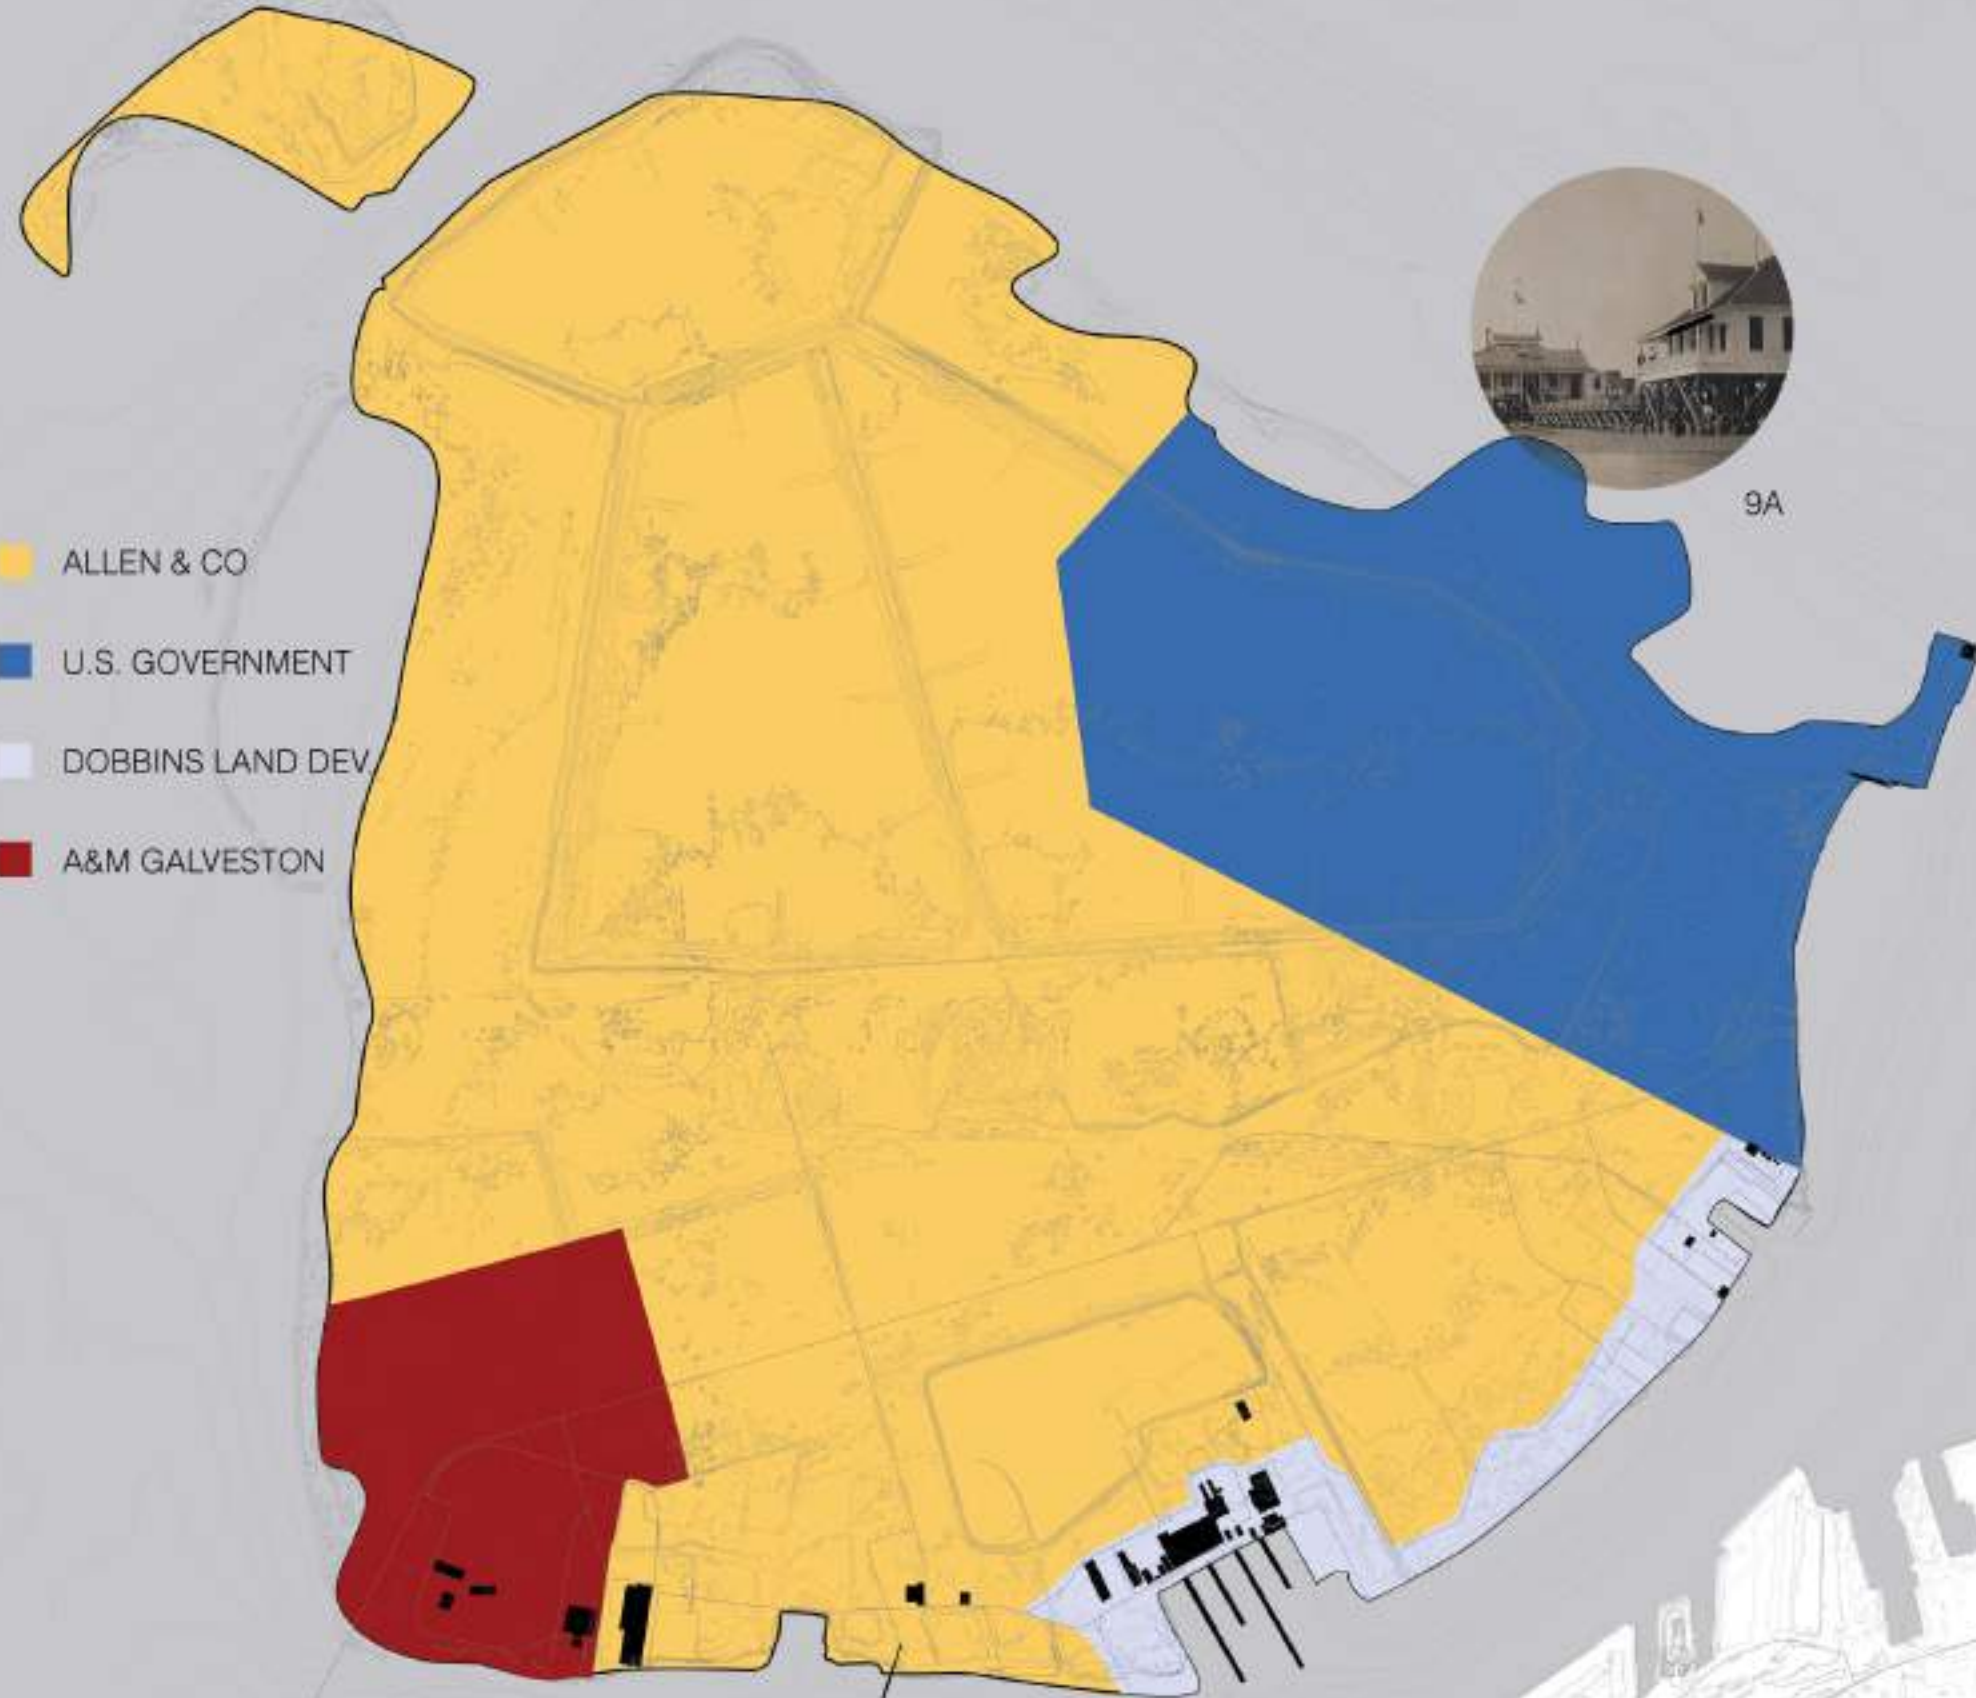 9A
ALLEN & CO
U.S. GOVERNMENT
DOBBINS LAND DEV
A&M GALVESTON